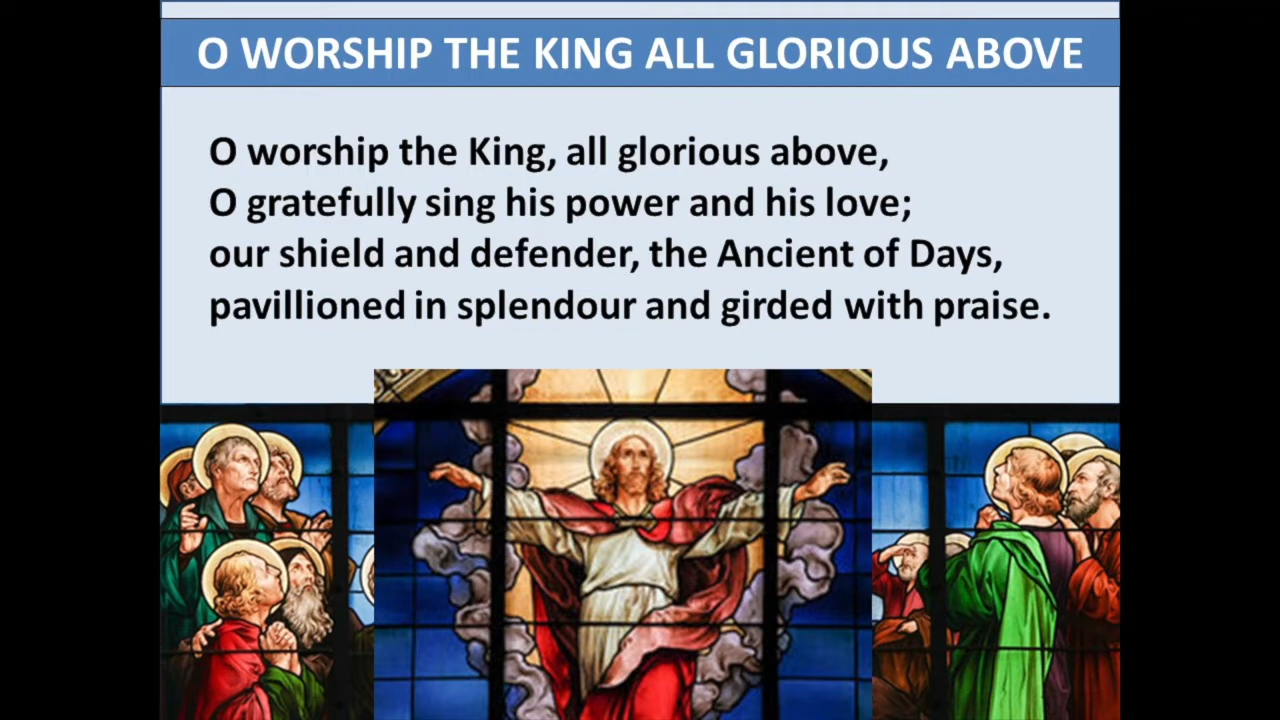 O WORSHIP THE KING ALL GLORIOUS ABOVE
O worship the King, all glorious above,
O gratefully sing his power and his love;
our shield and defender, the Ancient of Days,
pavillioned in splendour and girded with praise.